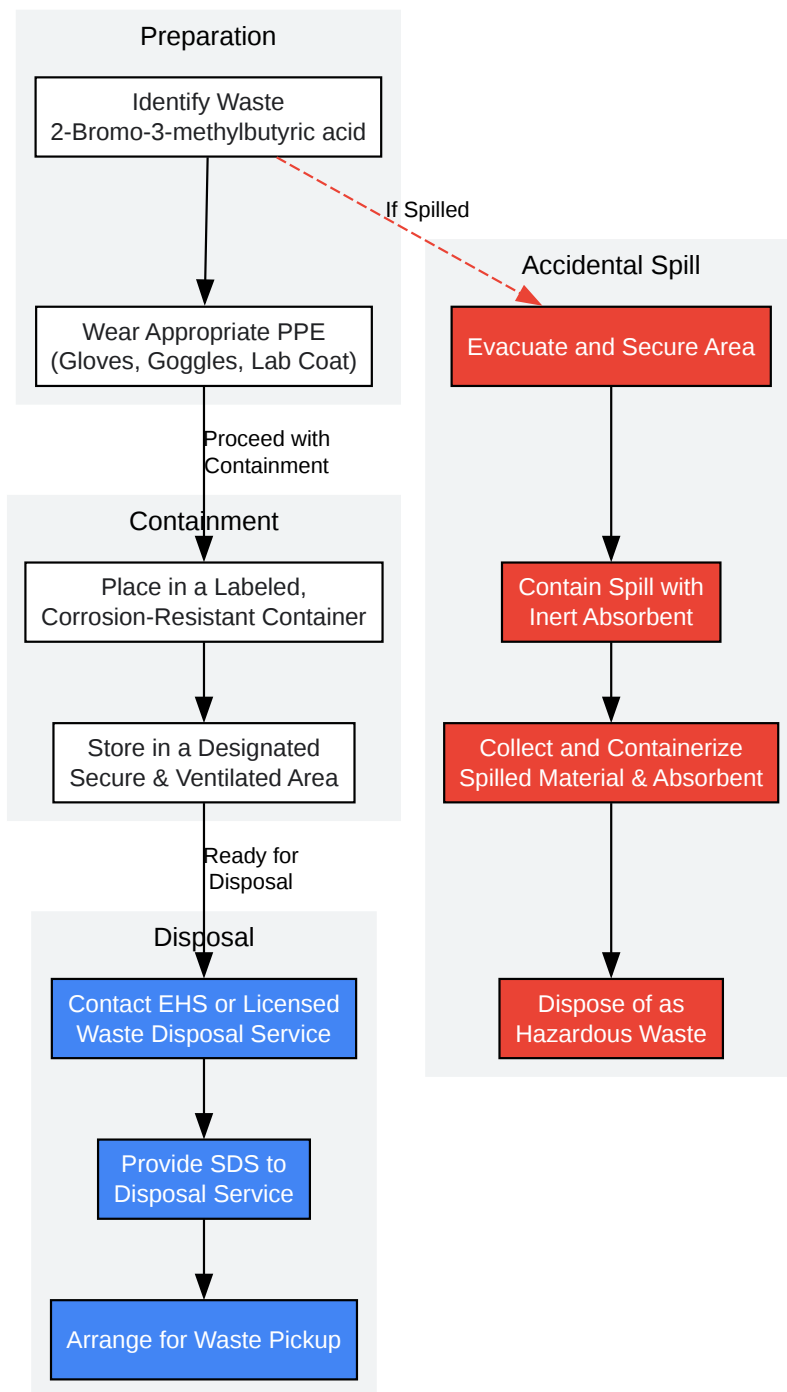 Preparation
Identify Waste
2-Bromo-3-methylbutyric acid
If Spilled
Accidental Spill
Wear Appropriate PPE
(Gloves, Goggles, Lab Coat)
Evacuate and Secure Area
Proceed with
Containment
Containment
Place in a Labeled,
Corrosion-Resistant Container
Contain Spill with
Inert Absorbent
Store in a Designated
Secure & Ventilated Area
Collect and Containerize
Spilled Material & Absorbent
Ready for
Disposal
Disposal
Contact EHS or Licensed
Waste Disposal Service
Dispose of as
Hazardous Waste
Provide SDS to
Disposal Service
Arrange for Waste Pickup